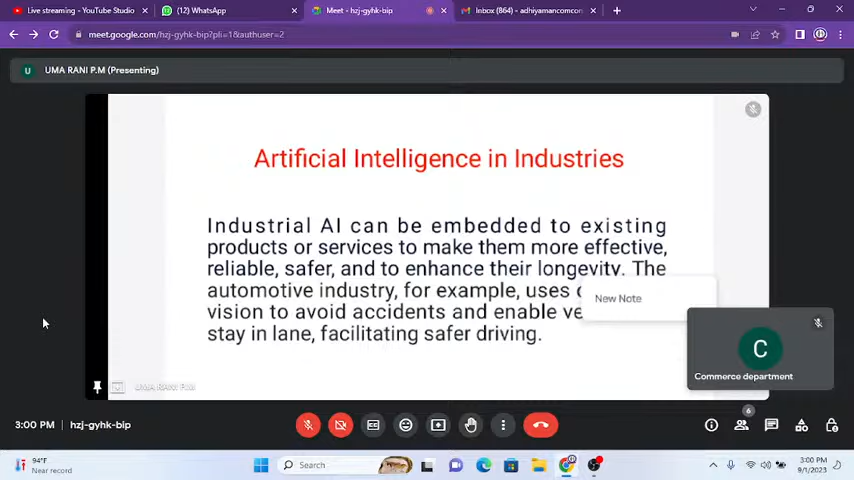 Live streaming - YouTube Studio
(12) WhatsApp
Meet - hzj-gyhk-bip
Inbox (864) - adhiyamancomcor
meet.google.com/hzj-gyhk-bip?pli=1&authuser=2
U
UMA RANI P.M (Presenting)
Artificial Intelligence in Industries
Industrial AI can be embedded to existing
products or services to make them more effective,
reliable, safer, and to enhance their longevity. The
automotive industry, for example, uses
New Note
vision to avoid accidents and enable
stay in lane, facilitating safer driving.
C
Commerce department
UMA RANI P.M
3:00 PM | hzj-gyhk-bip
6
94°F
Near record
Search
3:00 PM
9/1/2023